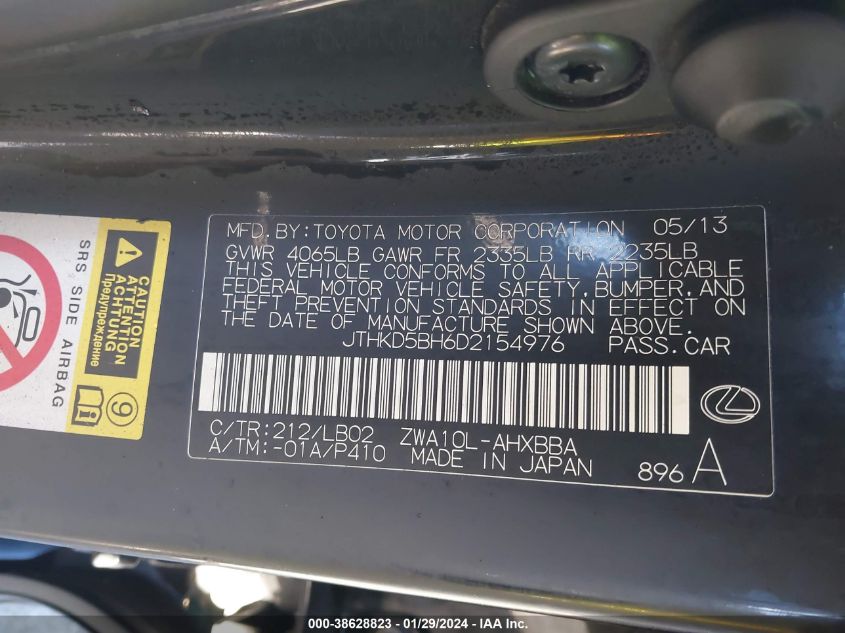 MFD. BY: TOYOTA MOTOR CORPORATION 05/13
GVWR 4065LB GAWR FR 2335LB RR 2235LB
THIS VEHICLE CONFORMS TO ALL APPLICABLE
FEDERAL MOTOR VEHICLE SAFETY, BUMPER, AND
THEFT PREVENTION STANDARDS IN EFFECT ON
THE DATE OF MANUFACTURE SHOWN ABOVE.
JTHKD5BH6D2154976 PASS. CAR
C/TR: 212/LB02 ZWA10L-AHXBBA
A/TM: -01A/P410 MADE IN JAPAN 896 A
SRS SIDE AIRBAG
CAUTION
ATTENTION
ACHTUNG
Предупреждение
9
000-38628823 / 01/29/2024 - © IAA Inc.